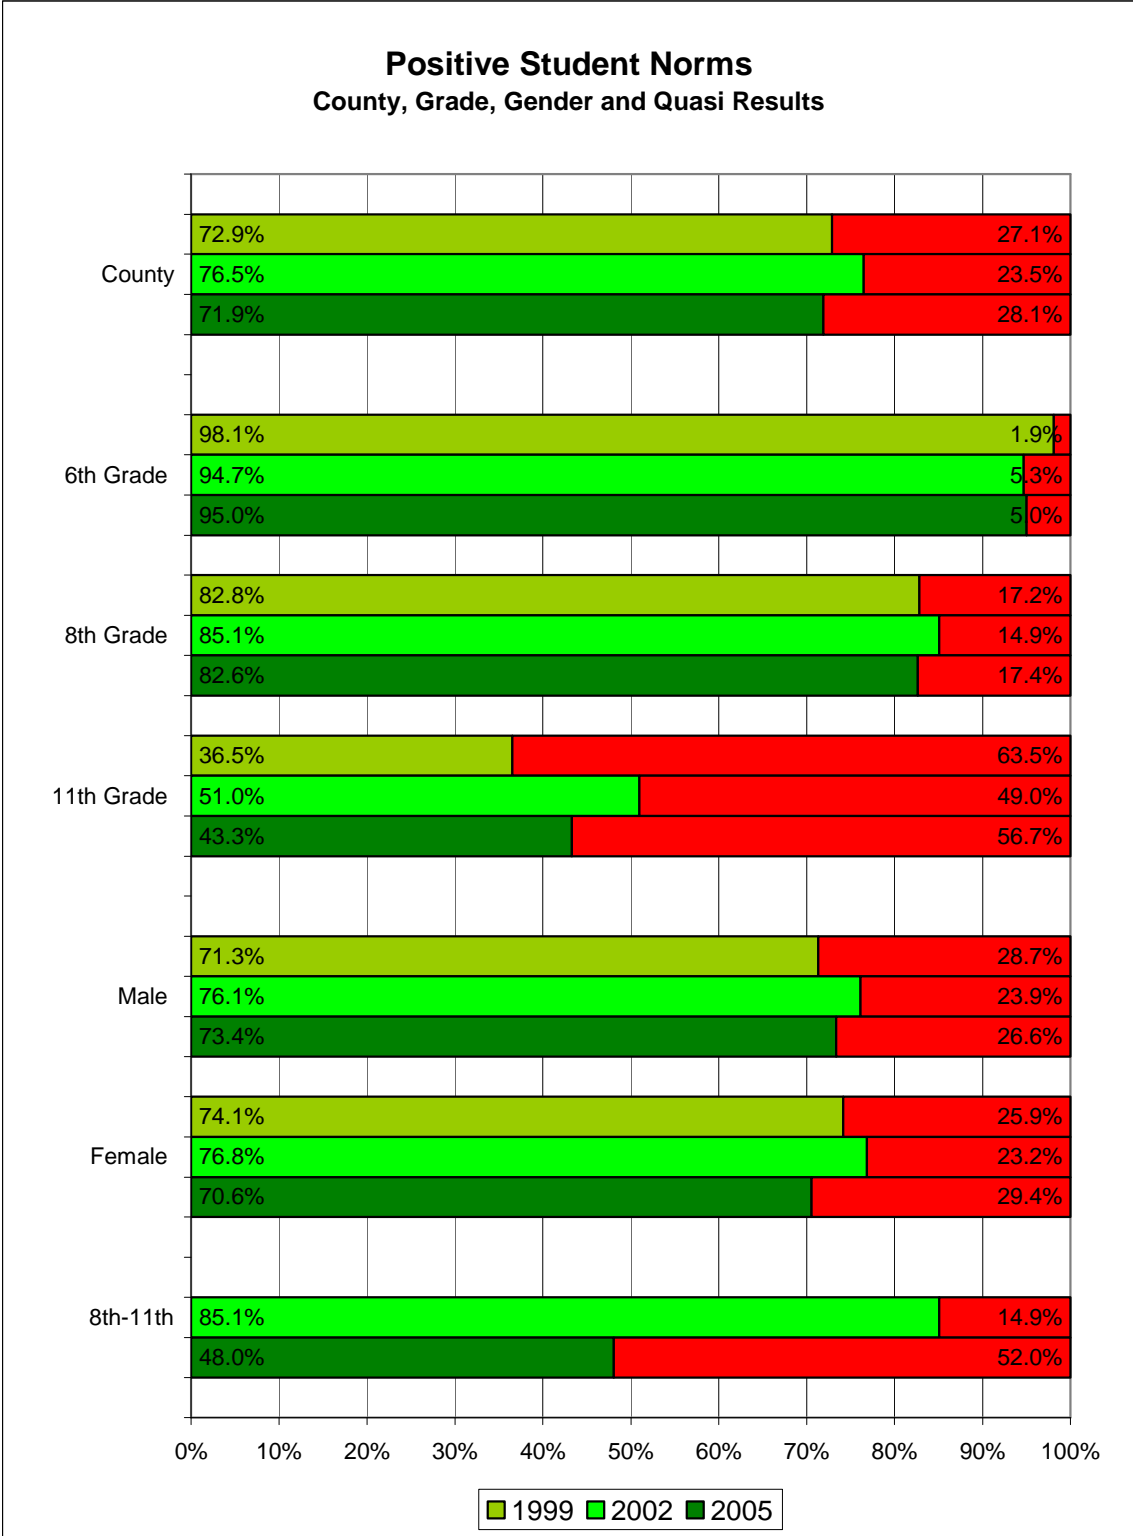 Positive Student Norms
County, Grade, Gender and Quasi Results
72.9% 27.1%
County 76.5% 23.5%
71.9% 28.1%
98.1% 1.9%
6th Grade 94.7% 5.3%
95.0% 5.0%
82.8% 17.2%
8th Grade 85.1% 14.9%
82.6% 17.4%
36.5% 63.5%
11th Grade 51.0% 49.0%
43.3% 56.7%
71.3% 28.7%
Male 76.1% 23.9%
73.4% 26.6%
74.1% 25.9%
Female 76.8% 23.2%
70.6% 29.4%
8th-11th 85.1% 14.9%
48.0% 52.0%
0% 10% 20% 30% 40% 50% 60% 70% 80% 90% 100%
1999 2002 2005